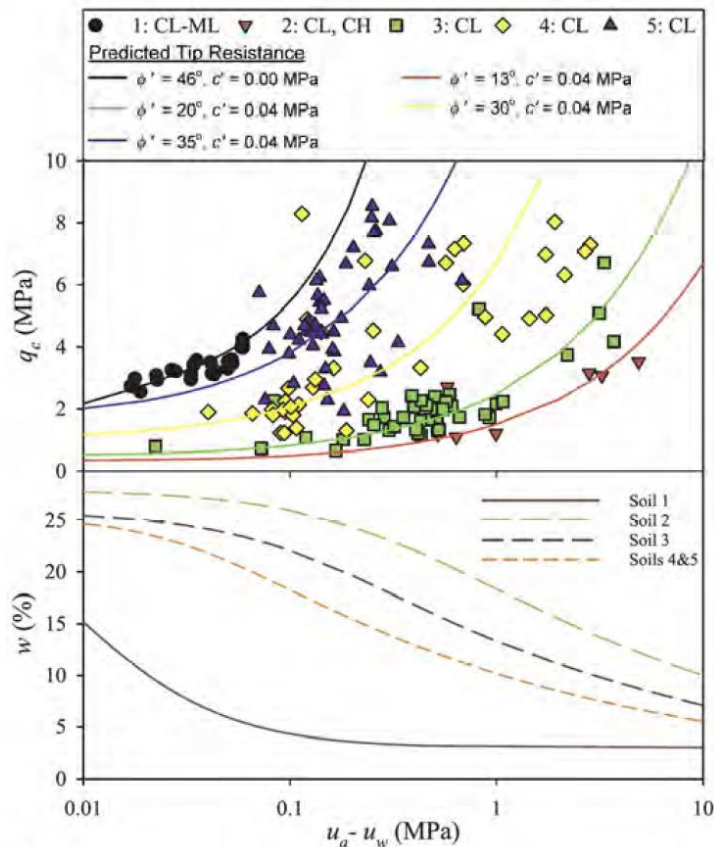 1: CL-ML 2: CL, CH 3: CL 4: CL 5: CL
Predicted Tip Resistance
ϕ' = 46°, c' = 0.00 MPa ϕ' = 13°, c' = 0.04 MPa
ϕ' = 20°, c' = 0.04 MPa ϕ' = 30°, c' = 0.04 MPa
ϕ' = 35°, c' = 0.04 MPa
10
8
6
4
2
0
q_c (MPa)
Soil 1
Soil 2
Soil 3
Soils 4&5
25
20
15
10
5
0
w (%)
0.01 0.1 1 10
u_a - u_w (MPa)